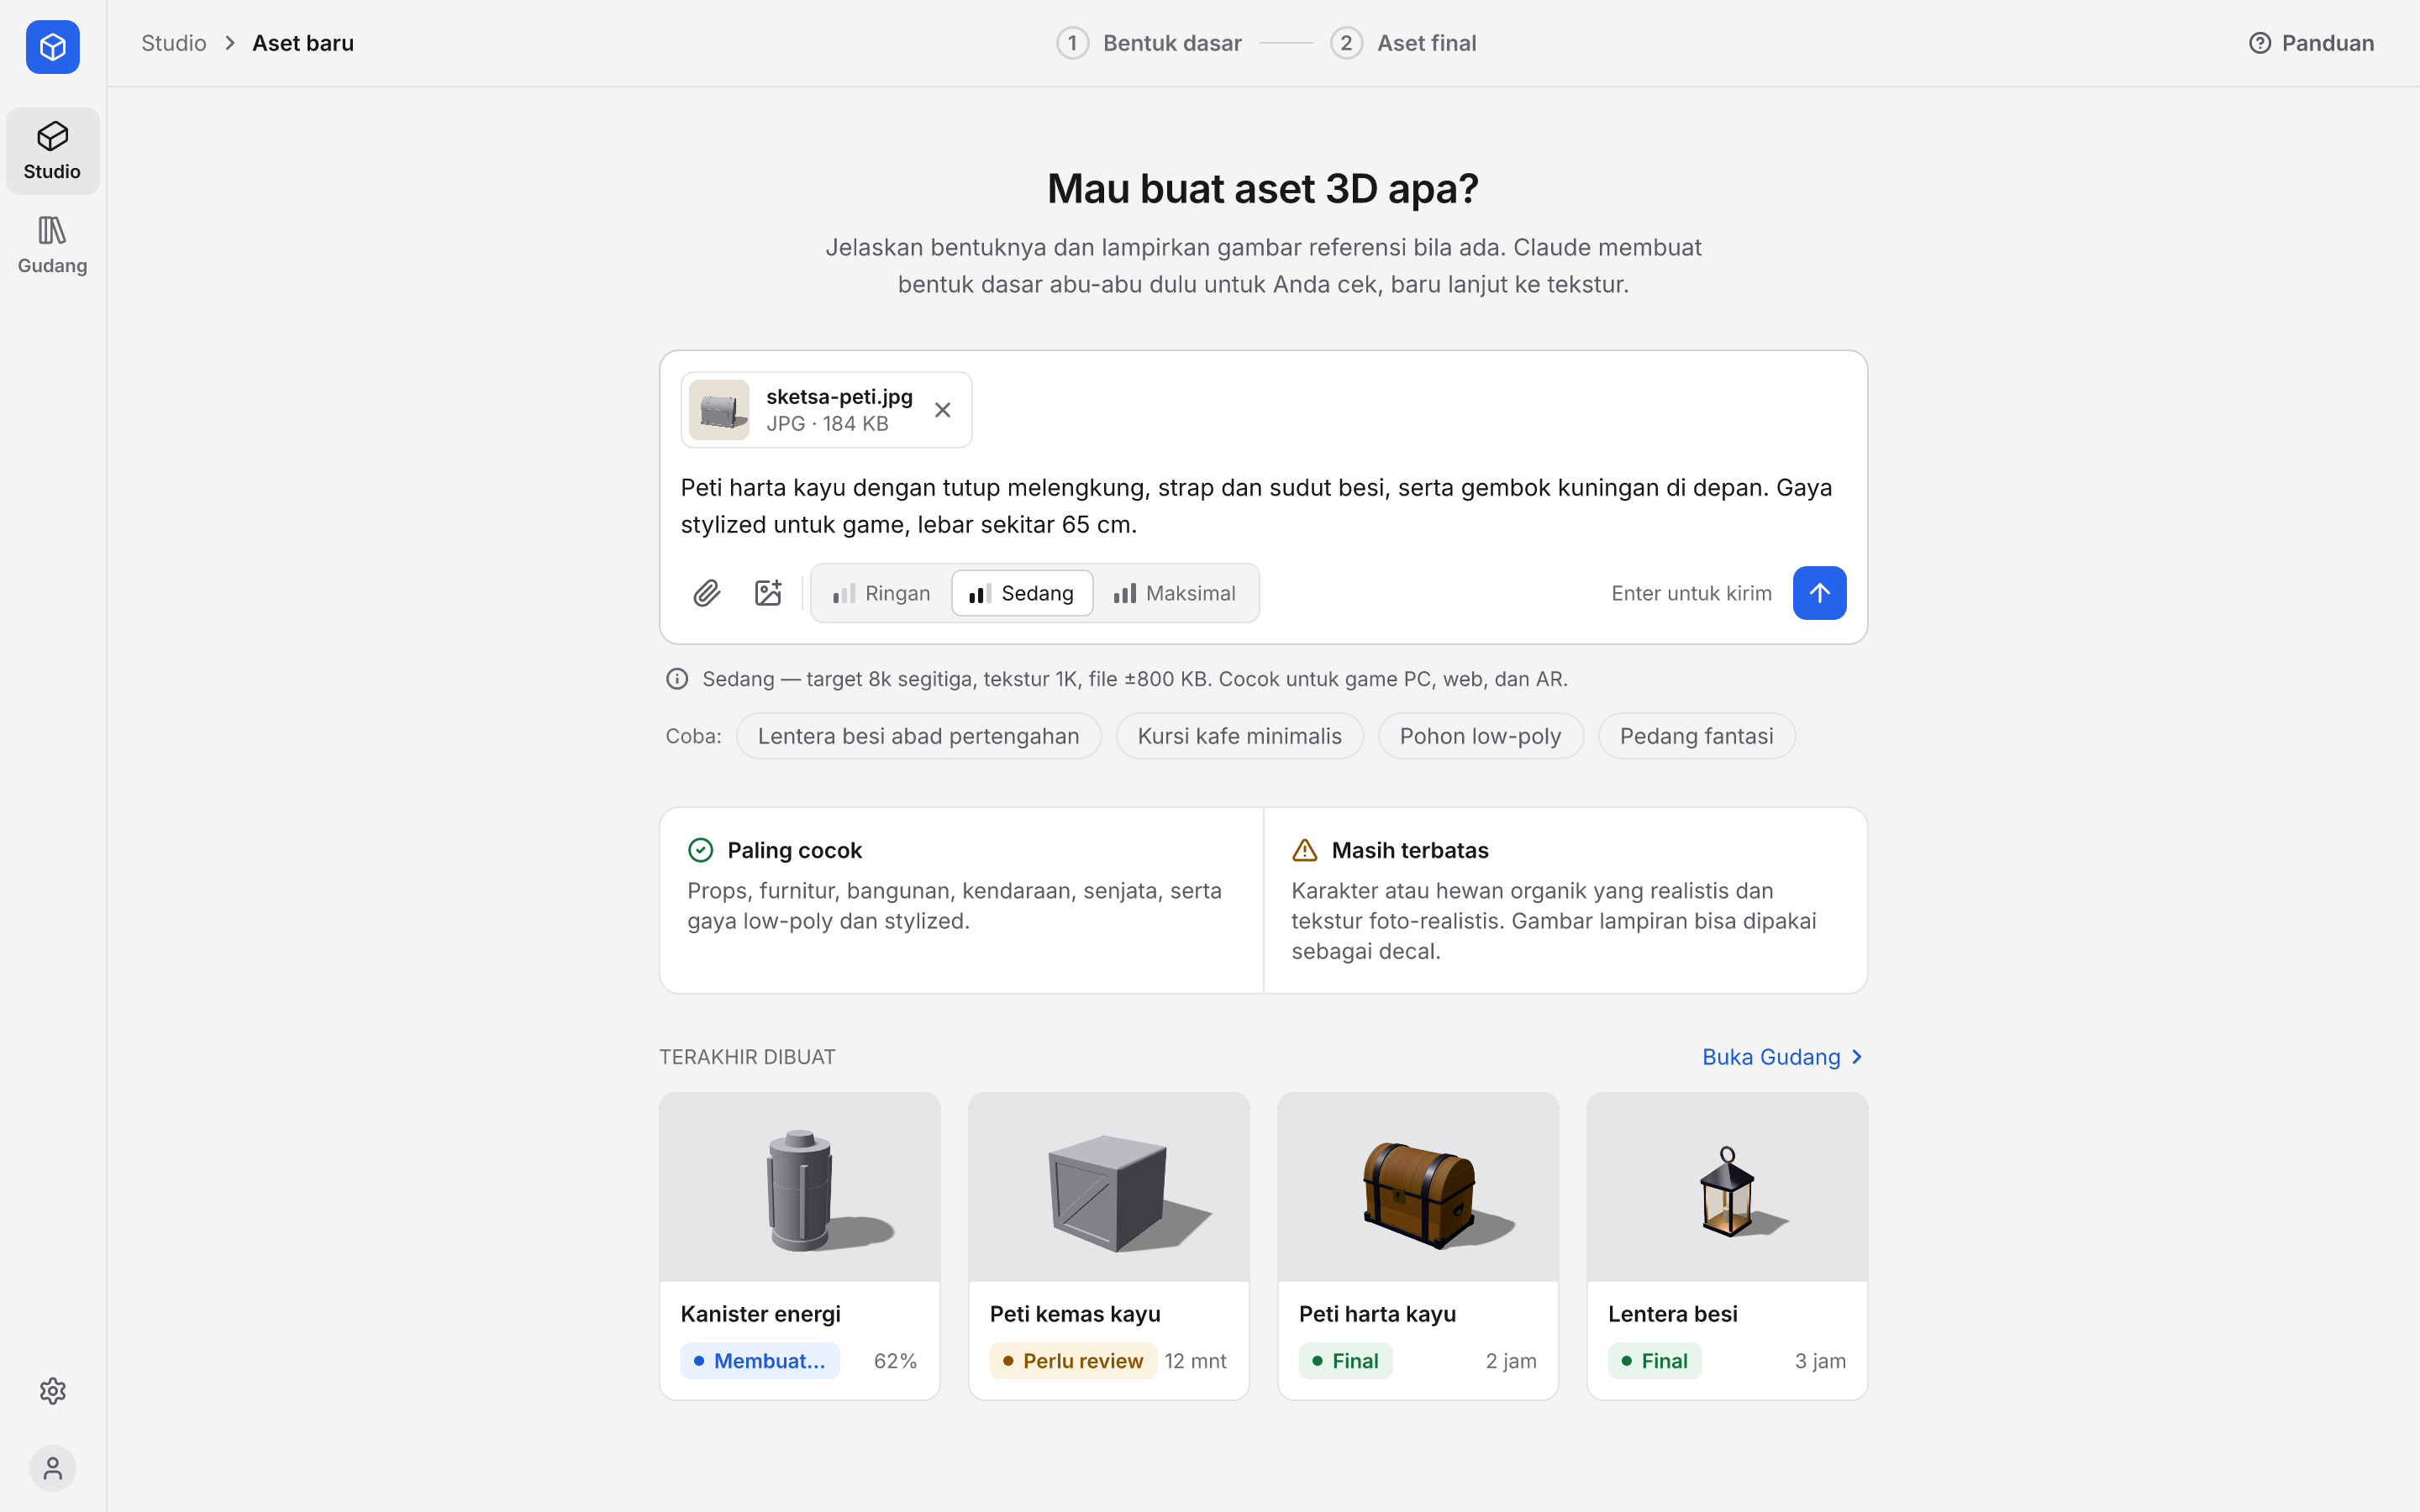 Studio
Aset baru
1
Bentuk dasar
2
Aset final
Panduan
Studio
Gudang
Mau buat aset 3D apa?
Jelaskan bentuknya dan lampirkan gambar referensi bila ada. Claude membuat
bentuk dasar abu-abu dulu untuk Anda cek, baru lanjut ke tekstur.
sketsa-peti.jpg
JPG · 184 KB
Peti harta kayu dengan tutup melengkung, strap dan sudut besi, serta gembok kuningan di depan. Gaya
stylized untuk game, lebar sekitar 65 cm.
Ringan
Sedang
Maksimal
Enter untuk kirim
Sedang — target 8k segitiga, tekstur 1K, file ±800 KB. Cocok untuk game PC, web, dan AR.
Coba:
Lentera besi abad pertengahan
Kursi kafe minimalis
Pohon low-poly
Pedang fantasi
Paling cocok
Props, furnitur, bangunan, kendaraan, senjata, serta
gaya low-poly dan stylized.
Masih terbatas
Karakter atau hewan organik yang realistis dan
tekstur foto-realistis. Gambar lampiran bisa dipakai
sebagai decal.
TERAKHIR DIBUAT
Buka Gudang
Kanister energi
Membuat...
62%
Peti kemas kayu
Perlu review
12 mnt
Peti harta kayu
Final
2 jam
Lentera besi
Final
3 jam